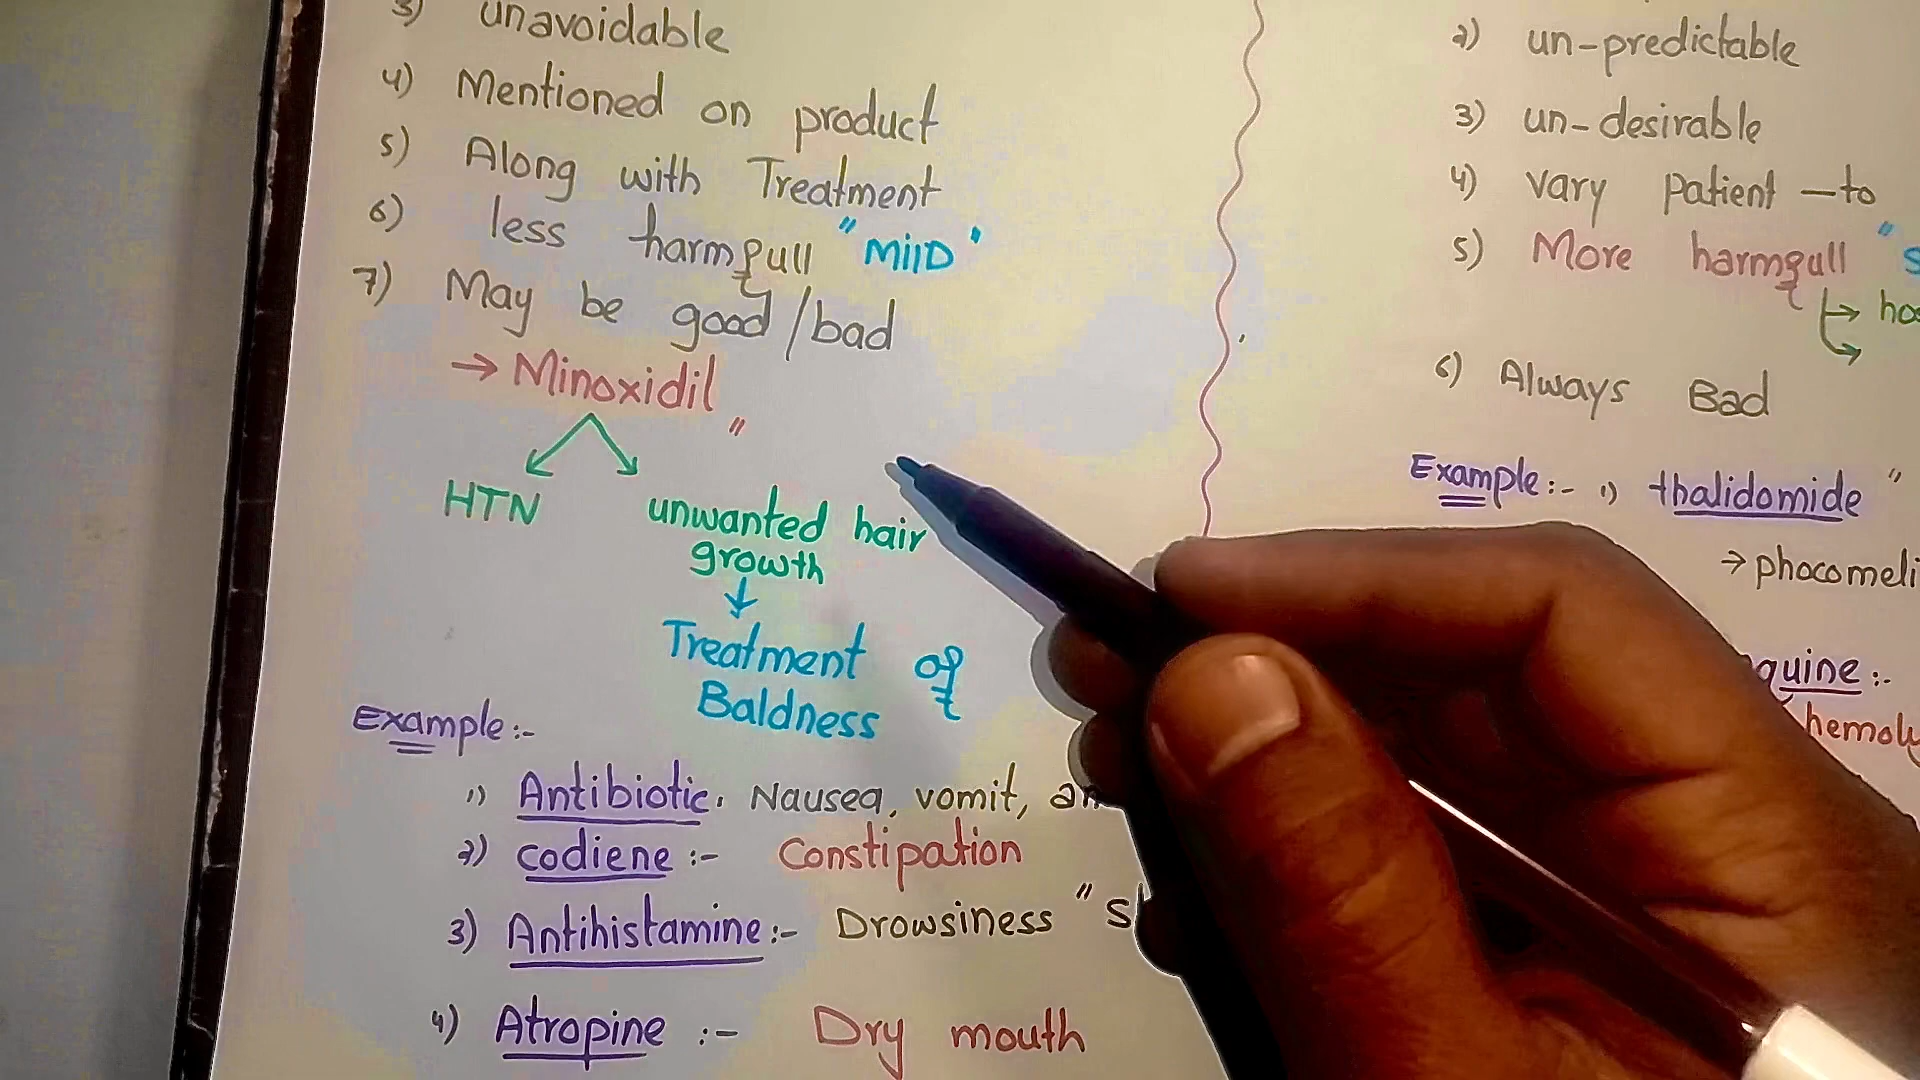 3) unavoidable
4) Mentioned on product
5) Along with Treatment
6) less harmfull "MilD"
7) May be good/bad
→ Minoxidil "
HTN
unwanted hair
growth
Treatment of
Baldness
Example:-
1) Antibiotic. Nausea, vomit,
2) codiene :- Constipation
3) Antihistamine:- Drowsiness "
4) Atropine :- Dry mouth
2) un-predictable
3) un-desirable
4) vary patient -to
5) More harmfull "
6) Always Bad
Example:- 1) thalidomide "
→ phocomeli
quine:-
hemoly